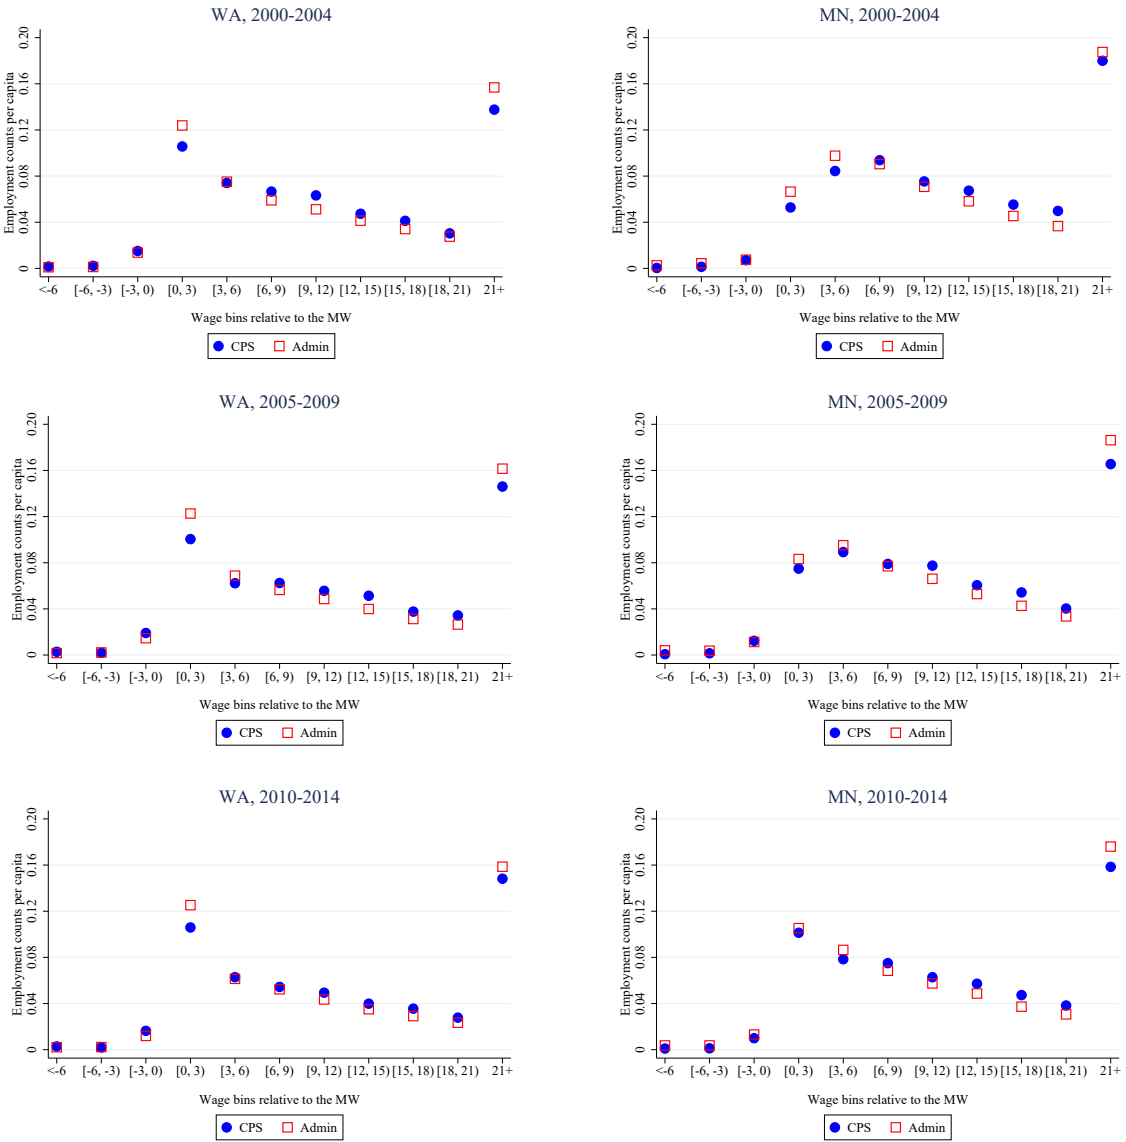 WA, 2000-2004
Employment counts per capita
0.20
0.16
0.12
0.08
0.04
0
<-6 [-6, -3) [-3, 0) [0, 3) [3, 6) [6, 9) [9, 12) [12, 15) [15, 18) [18, 21) 21+
Wage bins relative to the MW
CPS Admin
MN, 2000-2004
Employment counts per capita
0.20
0.16
0.12
0.08
0.04
0
<-6 [-6, -3) [-3, 0) [0, 3) [3, 6) [6, 9) [9, 12) [12, 15) [15, 18) [18, 21) 21+
Wage bins relative to the MW
CPS Admin
WA, 2005-2009
Employment counts per capita
0.20
0.16
0.12
0.08
0.04
0
<-6 [-6, -3) [-3, 0) [0, 3) [3, 6) [6, 9) [9, 12) [12, 15) [15, 18) [18, 21) 21+
Wage bins relative to the MW
CPS Admin
MN, 2005-2009
Employment counts per capita
0.20
0.16
0.12
0.08
0.04
0
<-6 [-6, -3) [-3, 0) [0, 3) [3, 6) [6, 9) [9, 12) [12, 15) [15, 18) [18, 21) 21+
Wage bins relative to the MW
CPS Admin
WA, 2010-2014
Employment counts per capita
0.20
0.16
0.12
0.08
0.04
0
<-6 [-6, -3) [-3, 0) [0, 3) [3, 6) [6, 9) [9, 12) [12, 15) [15, 18) [18, 21) 21+
Wage bins relative to the MW
CPS Admin
MN, 2010-2014
Employment counts per capita
0.20
0.16
0.12
0.08
0.04
0
<-6 [-6, -3) [-3, 0) [0, 3) [3, 6) [6, 9) [9, 12) [12, 15) [15, 18) [18, 21) 21+
Wage bins relative to the MW
CPS Admin